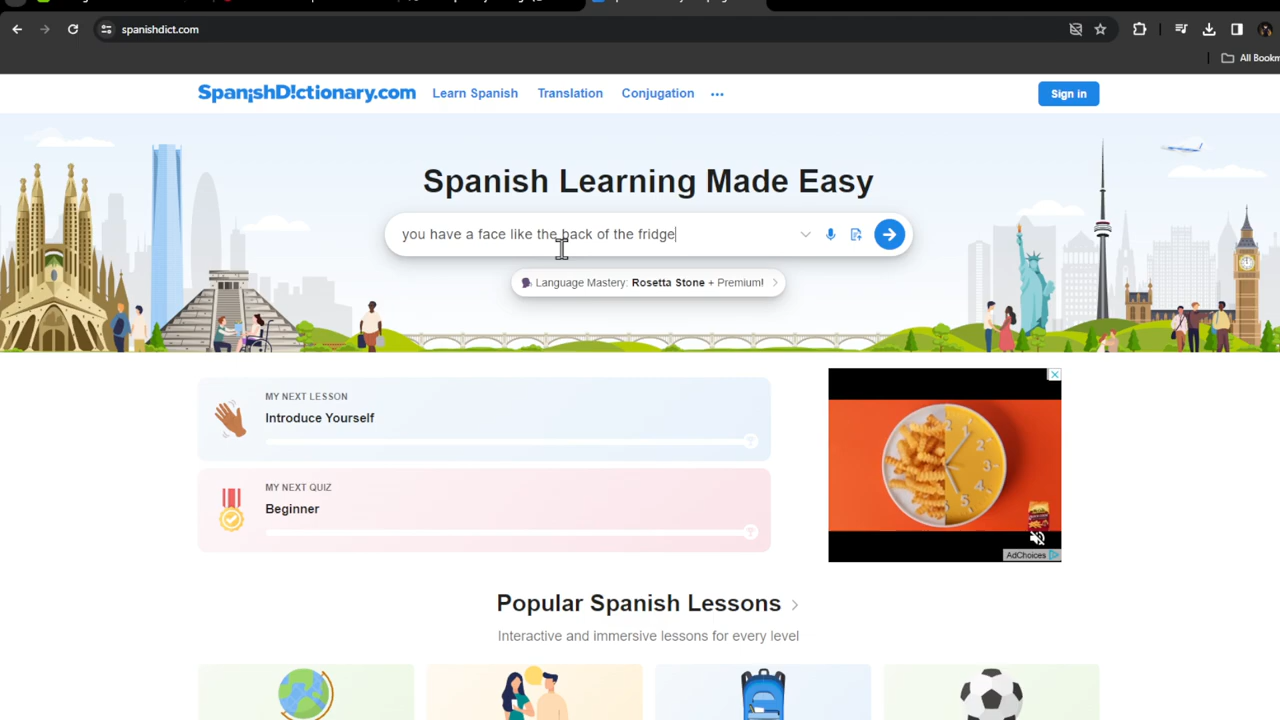 spanishdict.com
All Bookm
SpanishD!ctionary.com
Learn Spanish
Translation
Conjugation
Sign in
Spanish Learning Made Easy
you have a face like the back of the fridge
Language Mastery: Rosetta Stone + Premium!
MY NEXT LESSON
Introduce Yourself
MY NEXT QUIZ
Beginner
AdChoices
Popular Spanish Lessons
Interactive and immersive lessons for every level